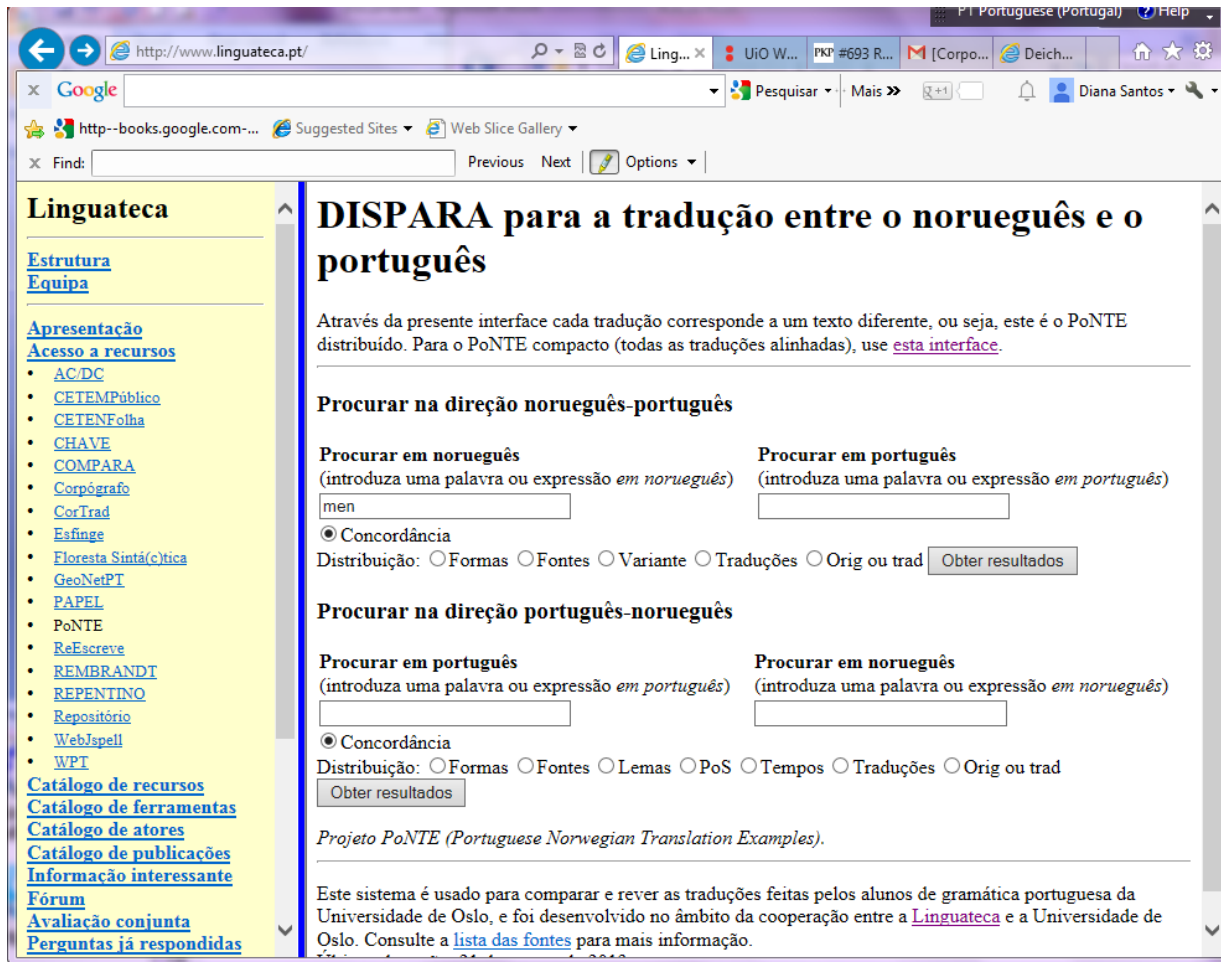 PT Portuguese (Portugal) Help
http://www.linguateca.pt/
Ling... UiO W... PKP #693 R... [Corpo... Deich...
x Google Pesquisar Mais » Diana Santos
http--books.google.com-... Suggested Sites Web Slice Gallery
x Find: Previous Next Options
Linguateca
Estrutura
Equipa
Apresentação
Acesso a recursos
• AC/DC
• CETEMPúblico
• CETENFolha
• CHAVE
• COMPARA
• Corpógrafo
• CorTrad
• Esfinge
• Floresta Sintá(c)tica
• GeoNetPT
• PAPEL
• PoNTE
• ReEscreve
• REMBRANDT
• REPENTINO
• Repositório
• WebJspell
• WPT
Catálogo de recursos
Catálogo de ferramentas
Catálogo de atores
Catálogo de publicações
Informação interessante
Fórum
Avaliação conjunta
Perguntas já respondidas
DISPARA para a tradução entre o norueguês e o
português
Através da presente interface cada tradução corresponde a um texto diferente, ou seja, este é o PoNTE
distribuído. Para o PoNTE compacto (todas as traduções alinhadas), use esta interface.
Procurar na direção norueguês-português
Procurar em norueguês Procurar em português
(introduza uma palavra ou expressão em norueguês) (introduza uma palavra ou expressão em português)
men
Concordância
Distribuição: Formas Fontes Variante Traduções Orig ou trad Obter resultados
Procurar na direção português-norueguês
Procurar em português Procurar em norueguês
(introduza uma palavra ou expressão em português) (introduza uma palavra ou expressão em norueguês)
Concordância
Distribuição: Formas Fontes Lemas PoS Tempos Traduções Orig ou trad
Obter resultados
Projeto PoNTE (Portuguese Norwegian Translation Examples).
Este sistema é usado para comparar e rever as traduções feitas pelos alunos de gramática portuguesa da
Universidade de Oslo, e foi desenvolvido no âmbito da cooperação entre a Linguateca e a Universidade de
Oslo. Consulte a lista das fontes para mais informação.